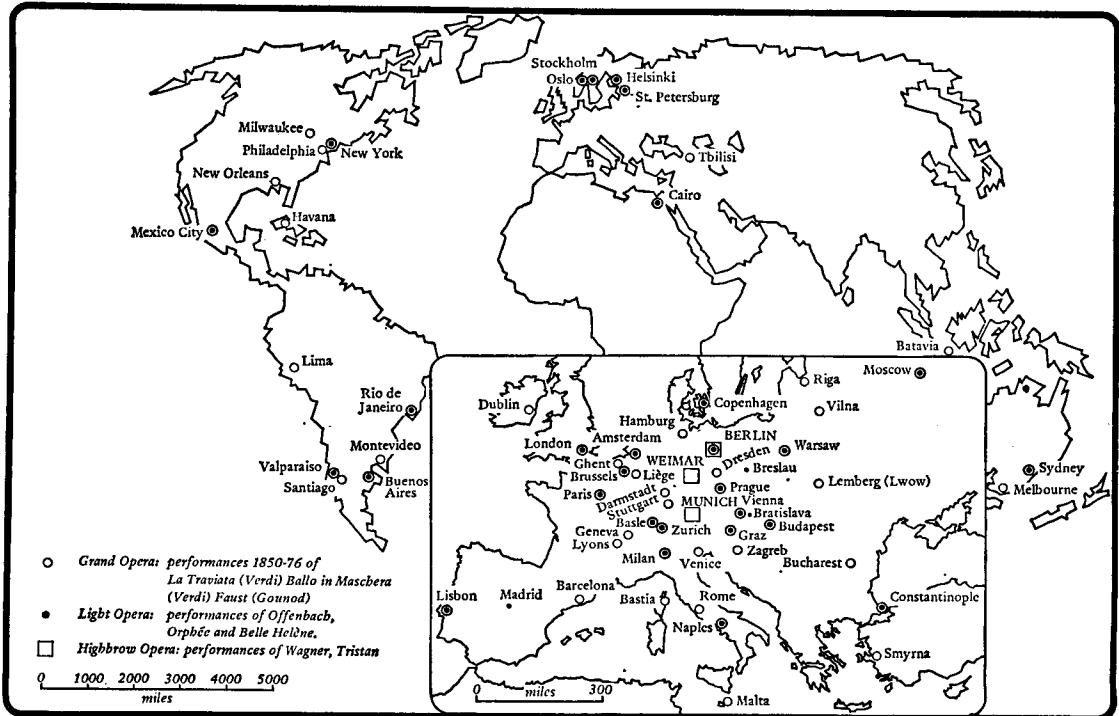 Stockholm
Oslo
Helsinki
St. Petersburg
Milwaukee
Philadelphia
New York
Tbilisi
New Orleans
Cairo
Havana
Mexico City
Batavia
Lima
Riga
Moscow
Rio de
Janeiro
Dublin
Copenhagen
Vilna
Hamburg
Montevideo
London
Amsterdam
BERLIN
Warsaw
Ghent
WEIMAR
Dresden
Breslau
Valparaiso
Brussels
Liège
Sydney
Santiago
Buenos
Aires
Paris
Darmstadt
Prague
Lemberg (Lwow)
Melbourne
Stuttgart
MUNICH
Vienna
Bratislava
Basle
Zurich
Budapest
Geneva
Graz
Lyons
Milan
Venice
Zagreb
Bucharest
Grand Opera: performances 1850-76 of
La Traviata (Verdi) Ballo in Maschera
(Verdi) Faust (Gounod)
Light Opera: performances of Offenbach,
Orphée and Belle Helène.
Highbrow Opera: performances of Wagner, Tristan
0 1000 2000 3000 4000 5000
miles
Lisbon
Madrid
Barcelona
Bastia
Rome
Constantinople
Naples
Smyrna
0 miles 300
Malta